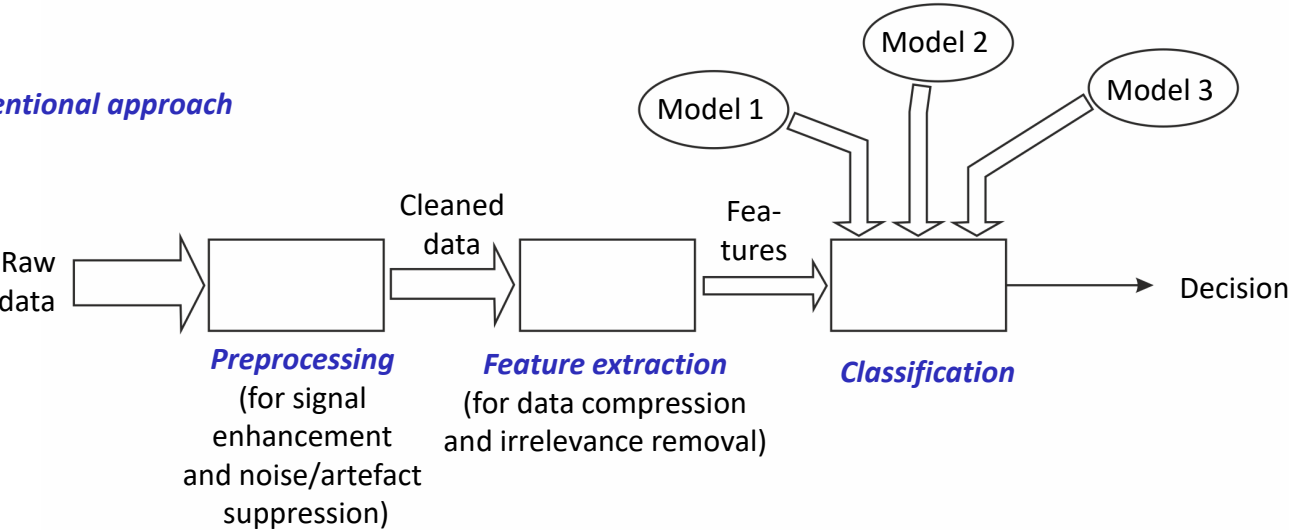 entional approach
Model 1
Model 2
Model 3
Raw
data
Cleaned
data
Fea-
tures
Decision
Preprocessing
(for signal
enhancement
and noise/artefact
suppression)
Feature extraction
(for data compression
and irrelevance removal)
Classification